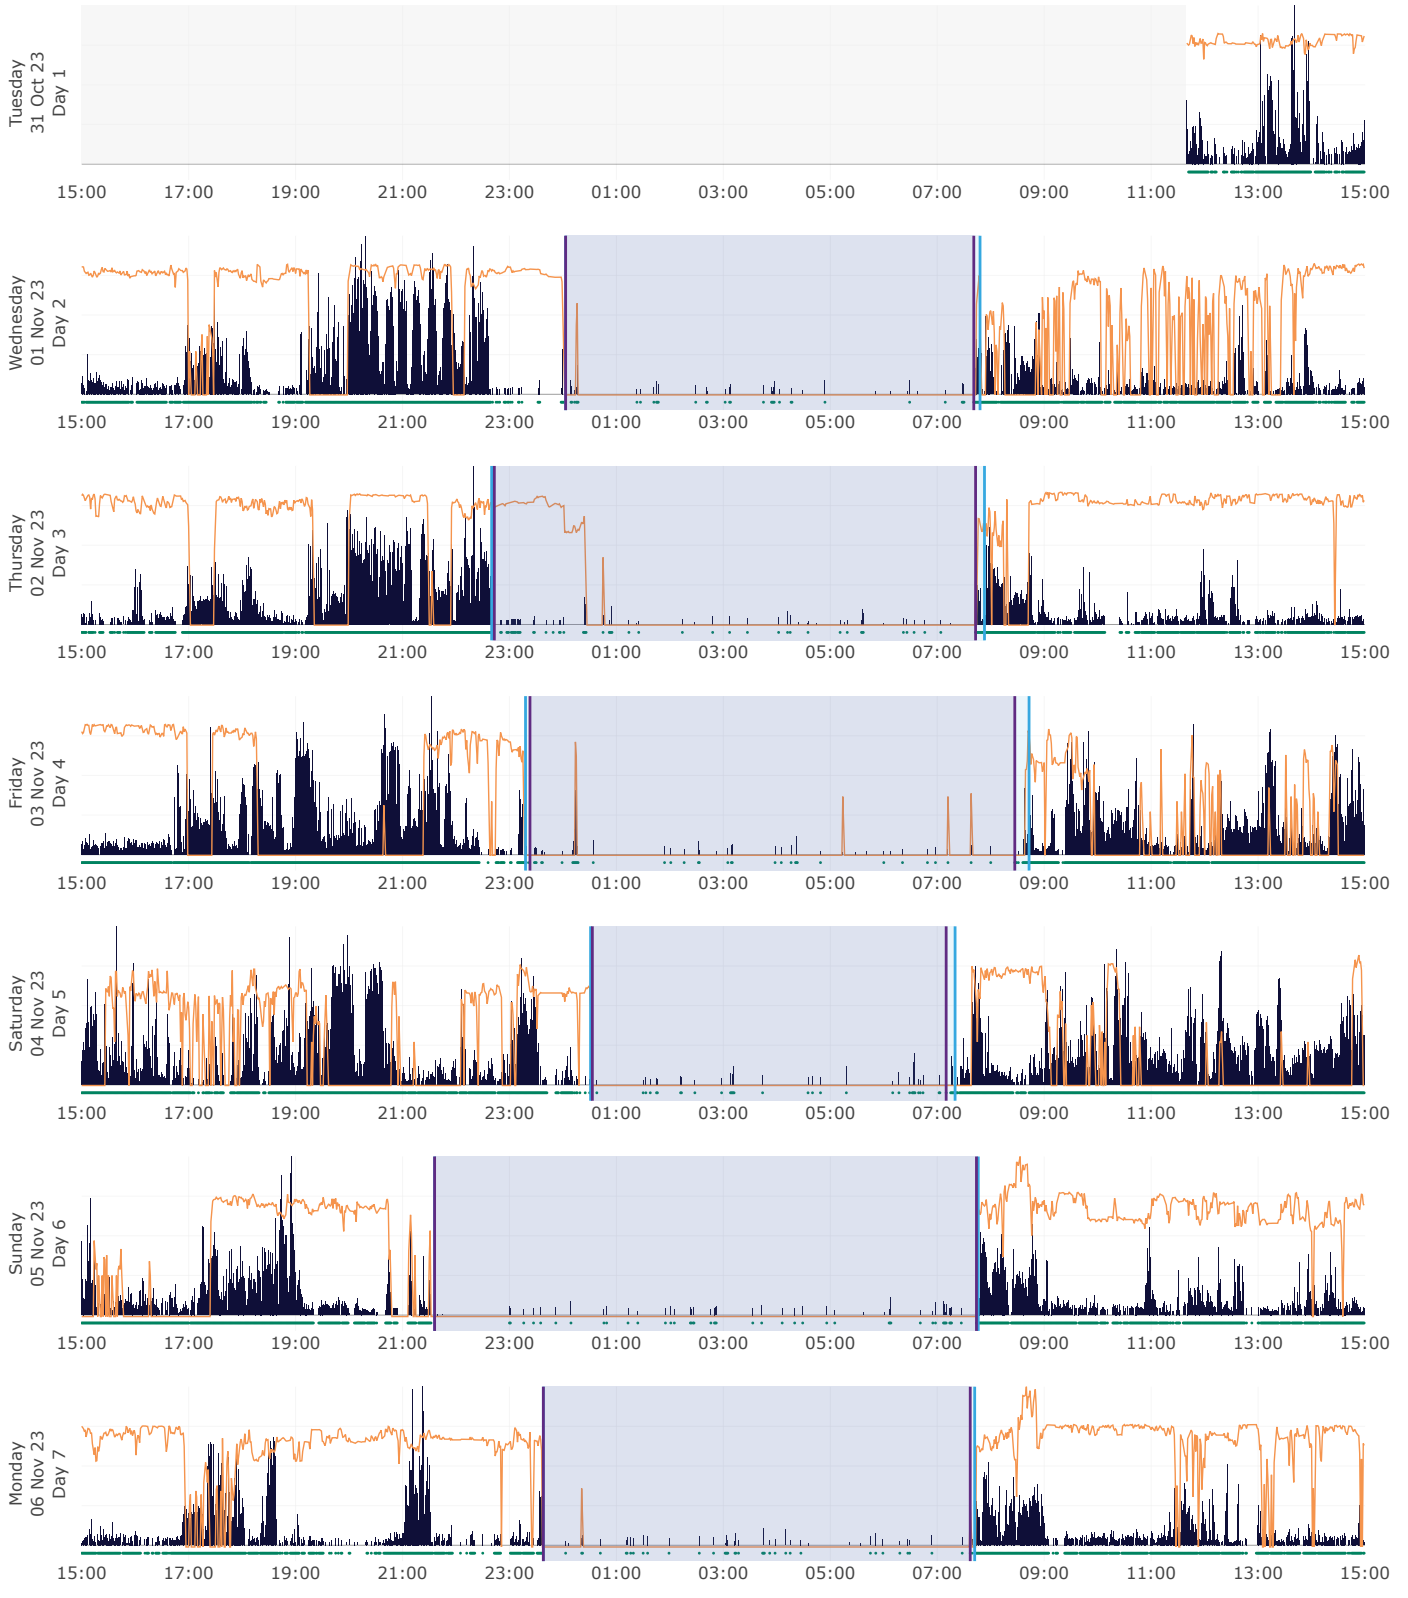 Tuesday
31 Oct 23
Day 1
15:00 17:00 19:00 21:00 23:00 01:00 03:00 05:00 07:00 09:00 11:00 13:00 15:00
Wednesday
01 Nov 23
Day 2
15:00 17:00 19:00 21:00 23:00 01:00 03:00 05:00 07:00 09:00 11:00 13:00 15:00
Thursday
02 Nov 23
Day 3
15:00 17:00 19:00 21:00 23:00 01:00 03:00 05:00 07:00 09:00 11:00 13:00 15:00
Friday
03 Nov 23
Day 4
15:00 17:00 19:00 21:00 23:00 01:00 03:00 05:00 07:00 09:00 11:00 13:00 15:00
Saturday
04 Nov 23
Day 5
15:00 17:00 19:00 21:00 23:00 01:00 03:00 05:00 07:00 09:00 11:00 13:00 15:00
Sunday
05 Nov 23
Day 6
15:00 17:00 19:00 21:00 23:00 01:00 03:00 05:00 07:00 09:00 11:00 13:00 15:00
Monday
06 Nov 23
Day 7
15:00 17:00 19:00 21:00 23:00 01:00 03:00 05:00 07:00 09:00 11:00 13:00 15:00